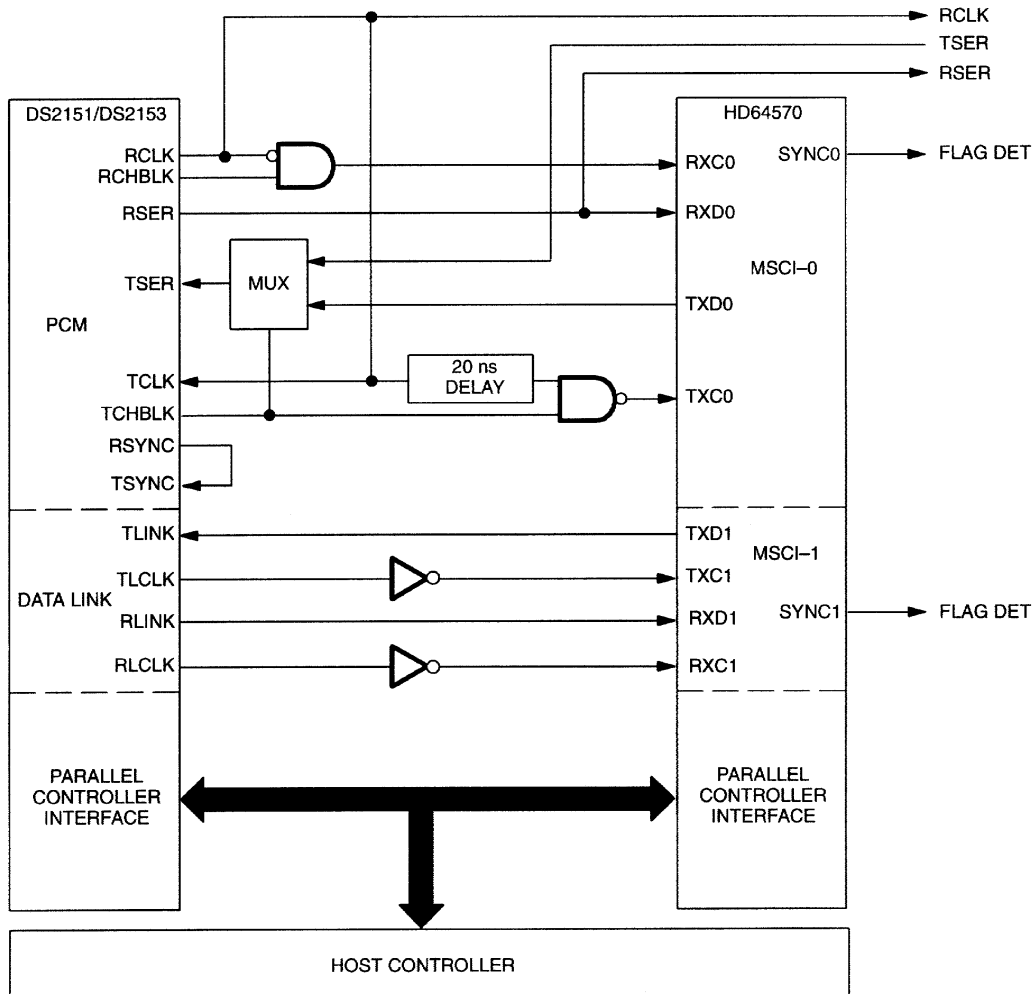 RCLK
TSER
RSER
DS2151/DS2153
HD64570
RCLK
RCHBLK
RXC0
SYNC0
FLAG DET
RSER
RXD0
TSER
MUX
MSCI–0
TXD0
PCM
TCLK
20 ns
DELAY
TXC0
TCHBLK
RSYNC
TSYNC
TLINK
TXD1
MSCI–1
TLCLK
TXC1
DATA LINK
RLINK
RXD1
SYNC1
FLAG DET
RLCLK
RXC1
PARALLEL
CONTROLLER
INTERFACE
PARALLEL
CONTROLLER
INTERFACE
HOST CONTROLLER